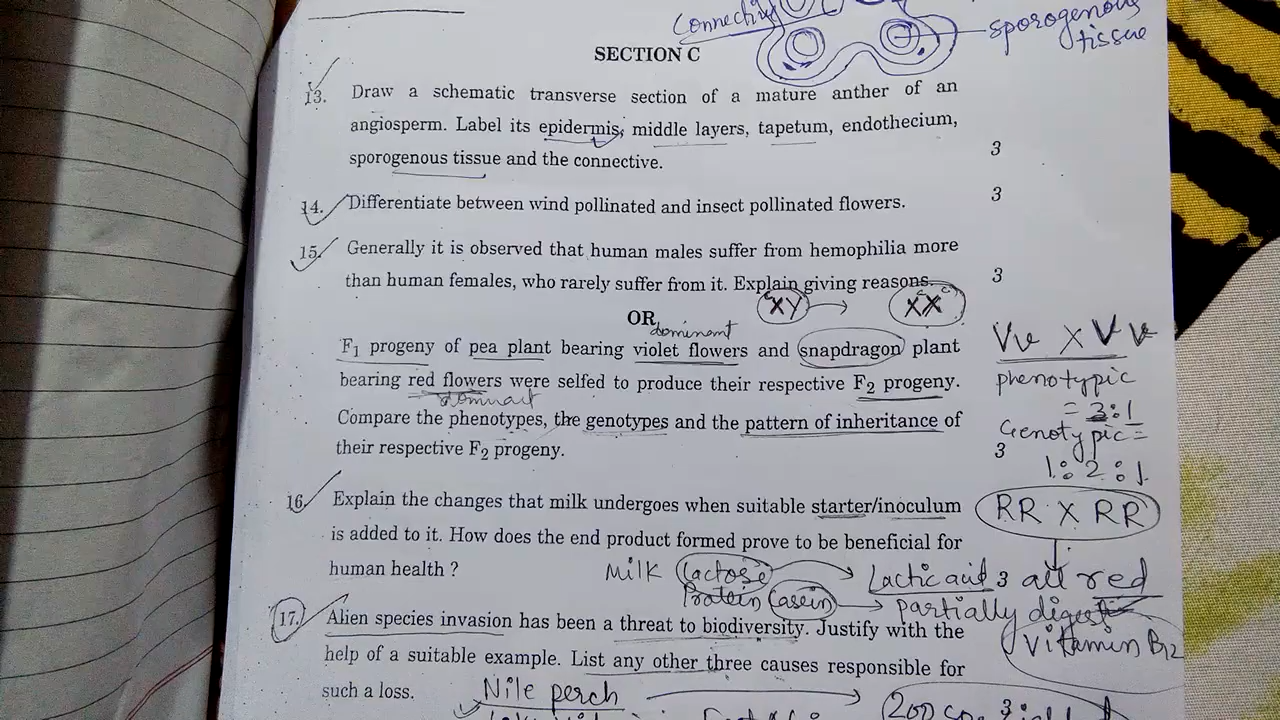 Connective
sporogenous
tissue
SECTION C
13. Draw a schematic transverse section of a mature anther of an
angiosperm. Label its epidermis, middle layers, tapetum, endothecium,
sporogenous tissue and the connective. 3
14. Differentiate between wind pollinated and insect pollinated flowers. 3
15. Generally it is observed that human males suffer from hemophilia more
than human females, who rarely suffer from it. Explain giving reasons. 3
XY → XX
OR
dominant
F1 progeny of pea plant bearing violet flowers and snapdragon plant
bearing red flowers were selfed to produce their respective F2 progeny.
dominant
Compare the phenotypes, the genotypes and the pattern of inheritance of
their respective F2 progeny. 3
Vv X Vv
phenotypic
= 3:1
Genotypic =
1:2:1
RR X RR
all red
16. Explain the changes that milk undergoes when suitable starter/inoculum
is added to it. How does the end product formed prove to be beneficial for
human health ? 3
Milk lactose → Lactic acid
Protein casein → partially digest
Vitamin B12
17. Alien species invasion has been a threat to biodiversity. Justify with the
help of a suitable example. List any other three causes responsible for
such a loss. 3
Nile perch → 200